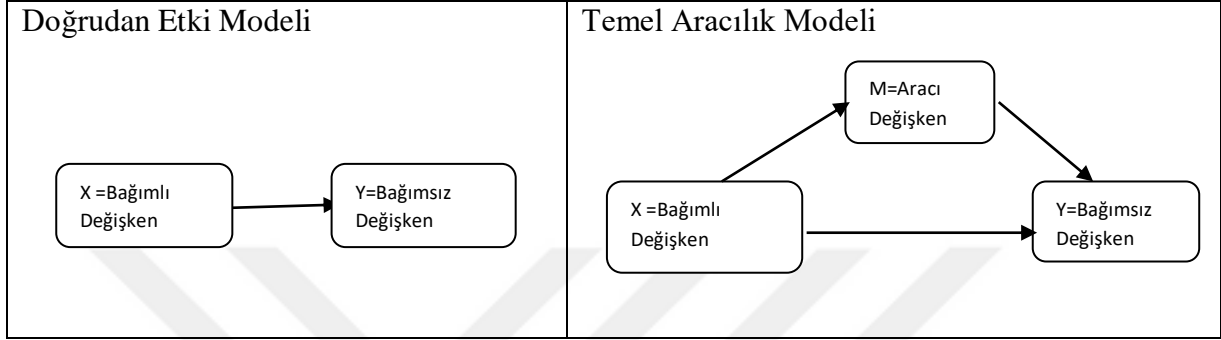 Doğrudan Etki Modeli
X =Bağımlı
Değişken
Y=Bağımsız
Değişken
Temel Aracılık Modeli
M=Aracı
Değişken
X =Bağımlı
Değişken
Y=Bağımsız
Değişken